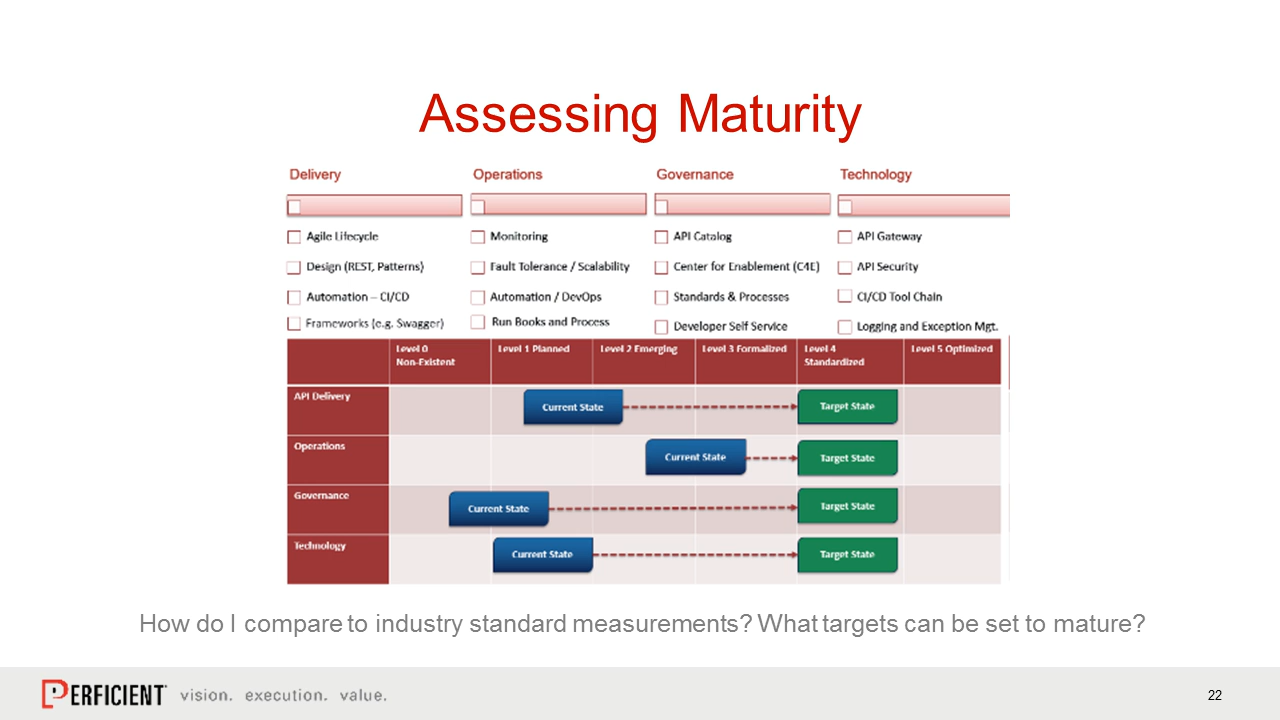 Assessing Maturity
Delivery
Operations
Governance
Technology
Agile Lifecycle
Monitoring
API Catalog
API Gateway
Design (REST, Patterns)
Fault Tolerance / Scalability
Center for Enablement (C4E)
API Security
Automation – CI/CD
Automation / DevOps
Standards & Processes
CI/CD Tool Chain
Frameworks (e.g. Swagger)
Run Books and Process
Developer Self Service
Logging and Exception Mgt.
Level 0
Non-Existent
Level 1 Planned
Level 2 Emerging
Level 3 Formalized
Level 4
Standardized
Level 5 Optimized
API Delivery
Current State
Target State
Operations
Current State
Target State
Governance
Current State
Target State
Technology
Current State
Target State
How do I compare to industry standard measurements? What targets can be set to mature?
PERFICIENT vision. execution. value.
22